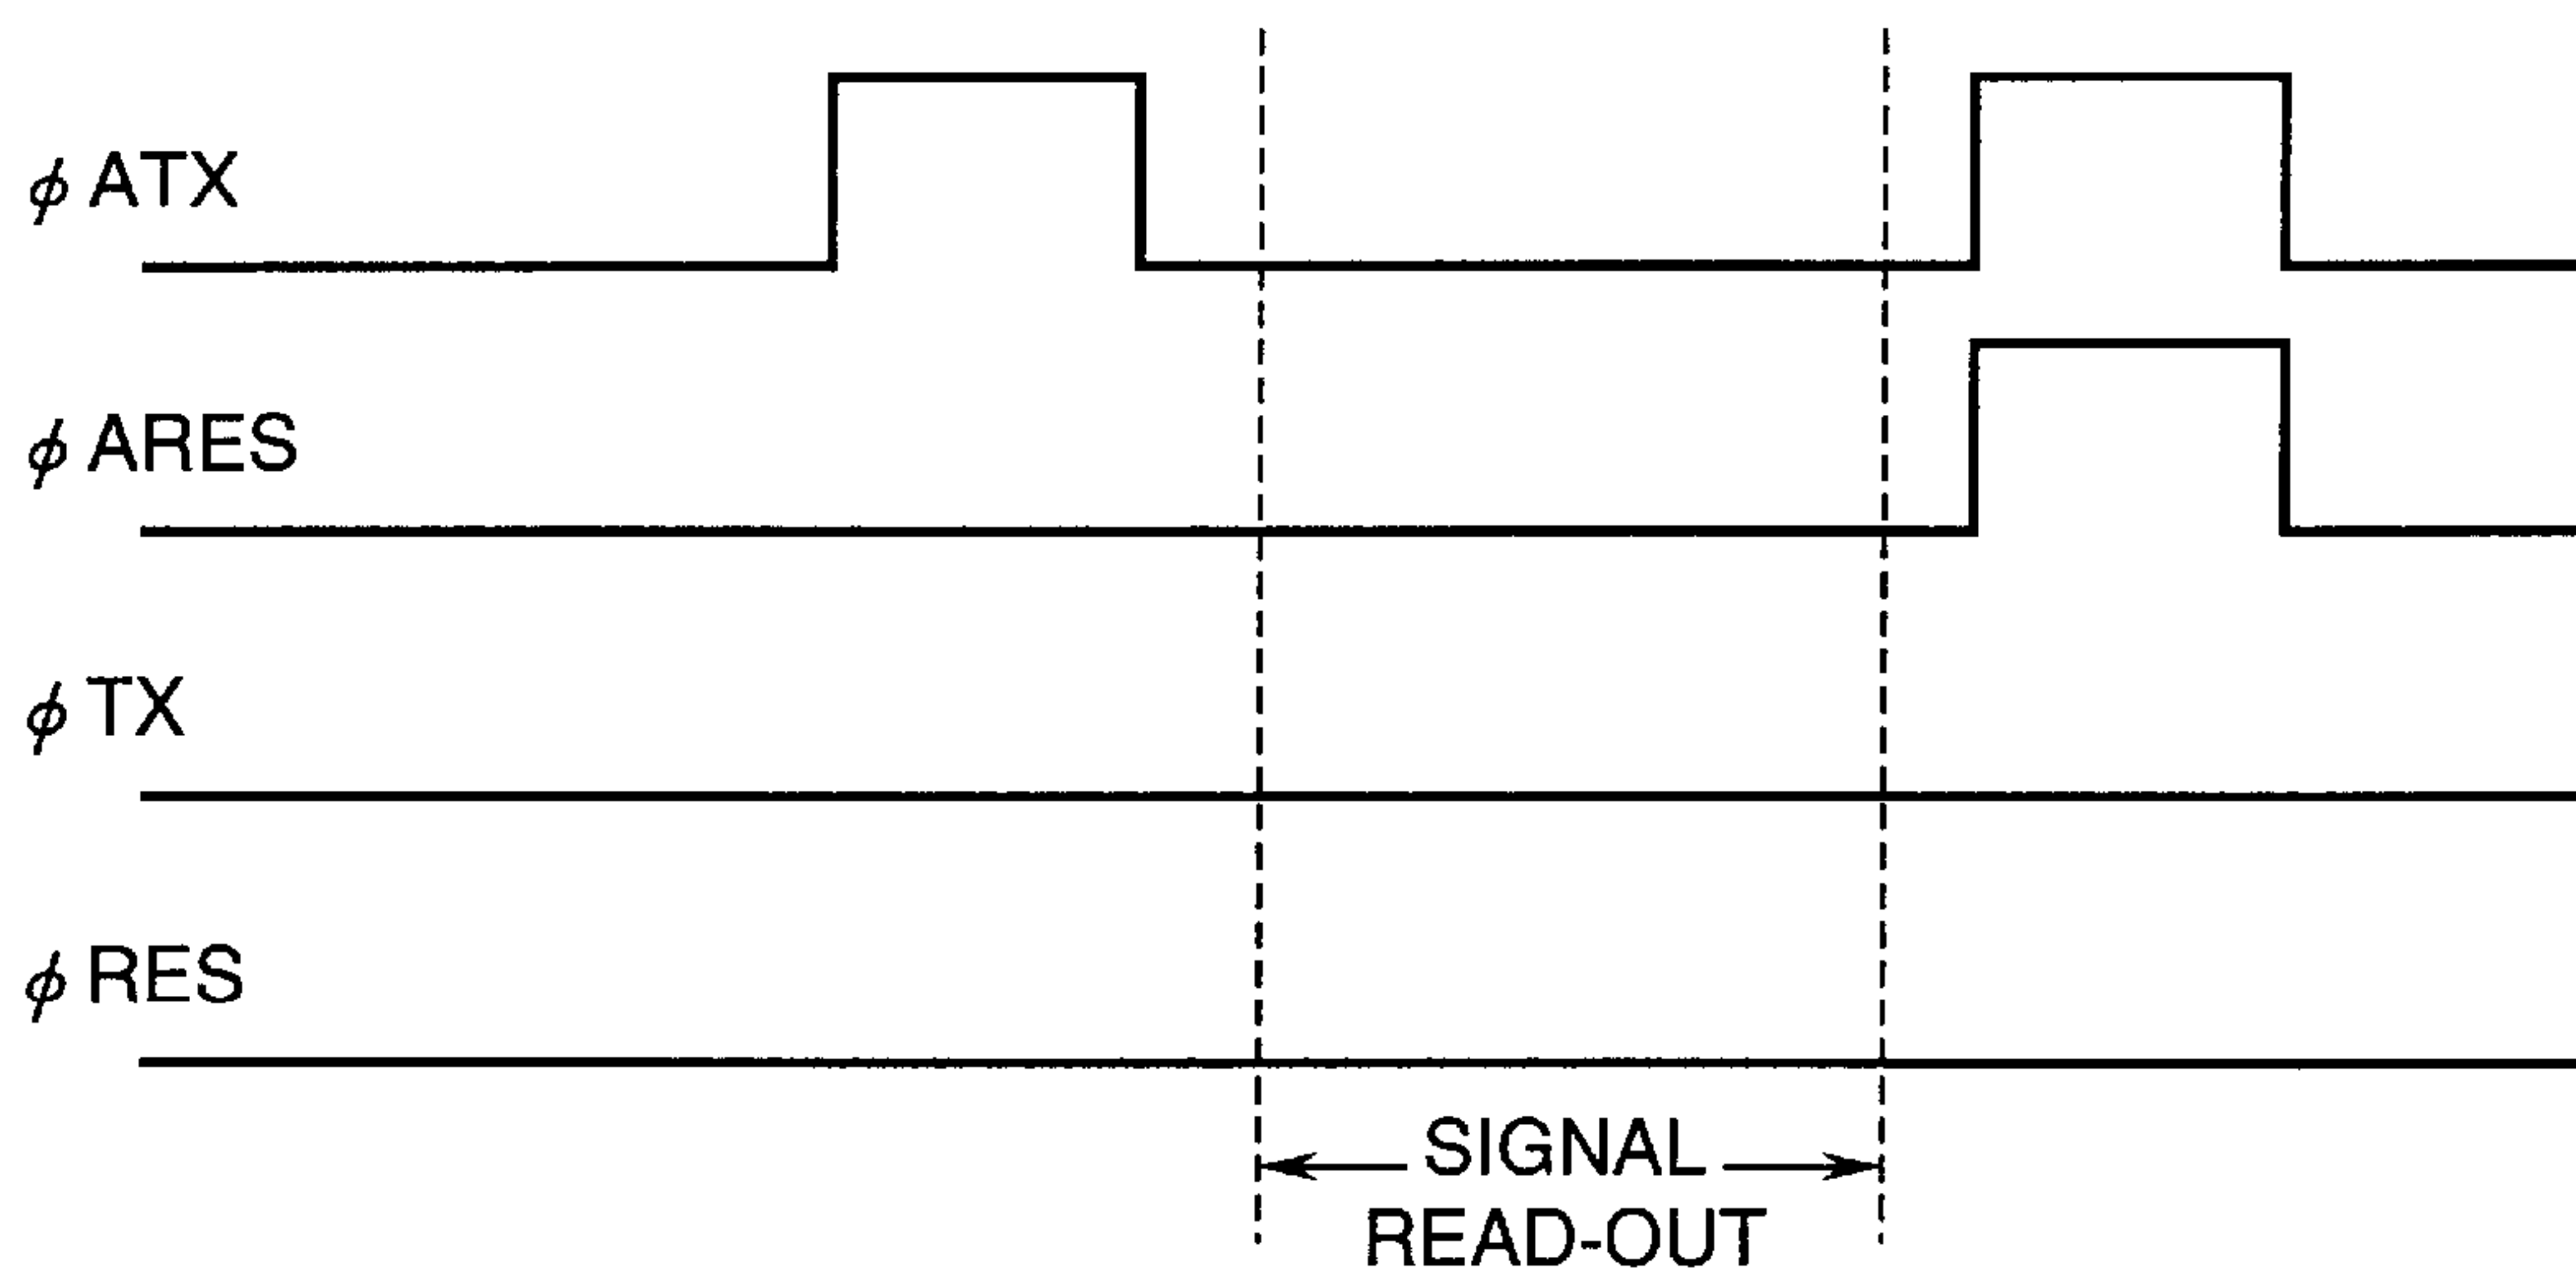 ϕ ATX
ϕ ARES
ϕ TX
ϕ RES
SIGNAL
READ-OUT